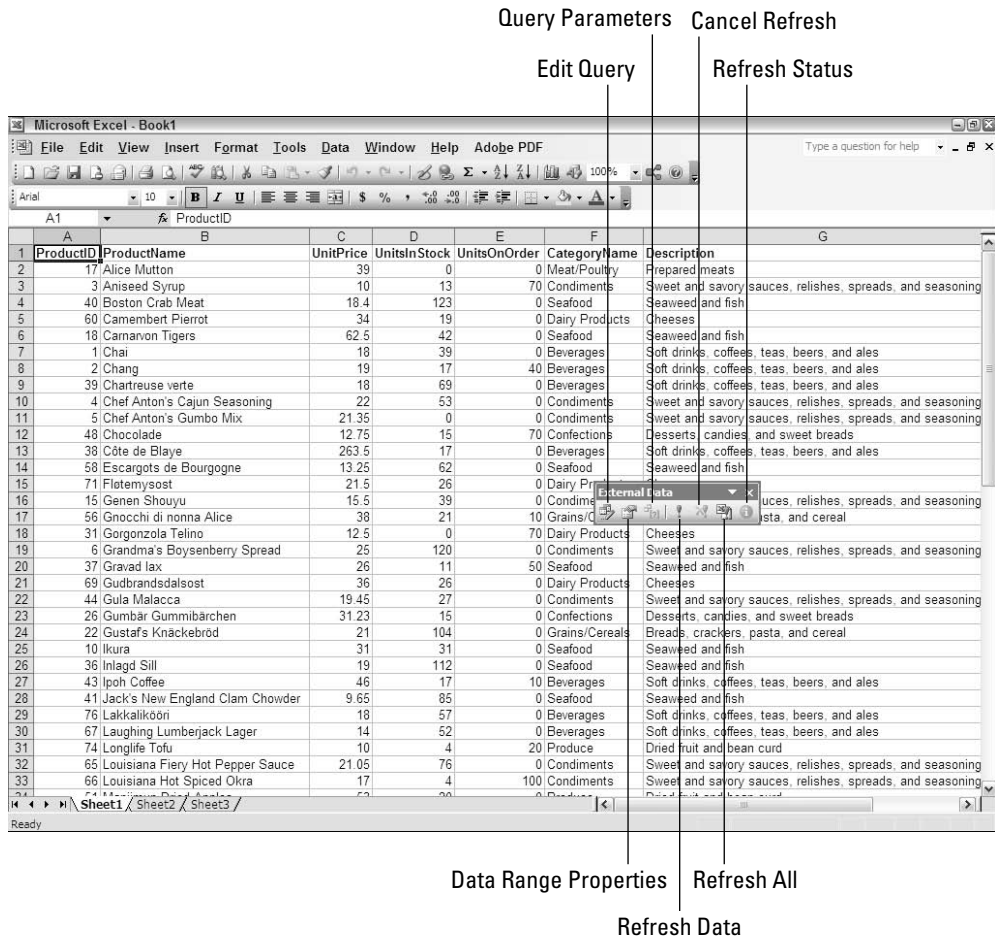 Query Parameters Cancel Refresh
Edit Query Refresh Status
Microsoft Excel - Book1
File Edit View Insert Format Tools Data Window Help Adobe PDF Type a question for help
100%
Arial 10 B I U $ % ,
A1 fx ProductID
A B C D E F G
1 ProductID ProductName UnitPrice UnitsInStock UnitsOnOrder CategoryName Description
2 17 Alice Mutton 39 0 0 Meat/Poultry Prepared meats
3 3 Aniseed Syrup 10 13 70 Condiments Sweet and savory sauces, relishes, spreads, and seasoning
4 40 Boston Crab Meat 18.4 123 0 Seafood Seaweed and fish
5 60 Camembert Pierrot 34 19 0 Dairy Products Cheeses
6 18 Carnarvon Tigers 62.5 42 0 Seafood Seaweed and fish
7 1 Chai 18 39 0 Beverages Soft drinks, coffees, teas, beers, and ales
8 2 Chang 19 17 40 Beverages Soft drinks, coffees, teas, beers, and ales
9 39 Chartreuse verte 18 69 0 Beverages Soft drinks, coffees, teas, beers, and ales
10 4 Chef Anton's Cajun Seasoning 22 53 0 Condiments Sweet and savory sauces, relishes, spreads, and seasoning
11 5 Chef Anton's Gumbo Mix 21.35 0 0 Condiments Sweet and savory sauces, relishes, spreads, and seasoning
12 48 Chocolade 12.75 15 70 Confections Desserts, candies, and sweet breads
13 38 Côte de Blaye 263.5 17 0 Beverages Soft drinks, coffees, teas, beers, and ales
14 58 Escargots de Bourgogne 13.25 62 0 Seafood Seaweed and fish
15 71 Fløtemysost 21.5 26 0 Dairy
External Data
16 15 Genen Shouyu 15.5 39 0 uces, relishes, spreads, and seasoning
17 56 Gnocchi di nonna Alice 38 21 10 Grains/ asta, and cereal
18 31 Gorgonzola Telino 12.5 0 70 Dairy Products Cheeses
19 6 Grandma's Boysenberry Spread 25 120 0 Condiments Sweet and savory sauces, relishes, spreads, and seasoning
20 37 Gravad lax 26 11 50 Seafood Seaweed and fish
21 69 Gudbrandsdalsost 36 26 0 Dairy Products Cheeses
22 44 Gula Malacca 19.45 27 0 Condiments Sweet and savory sauces, relishes, spreads, and seasoning
23 26 Gumbär Gummibärchen 31.23 15 0 Confections Desserts, candies, and sweet breads
24 22 Gustaf's Knäckebröd 21 104 0 Grains/Cereals Breads, crackers, pasta, and cereal
25 10 Ikura 31 31 0 Seafood Seaweed and fish
26 36 Inlagd Sill 19 112 0 Seafood Seaweed and fish
27 43 Ipoh Coffee 46 17 10 Beverages Soft drinks, coffees, teas, beers, and ales
28 41 Jack's New England Clam Chowder 9.65 85 0 Seafood Seaweed and fish
29 76 Lakkalikööri 18 57 0 Beverages Soft drinks, coffees, teas, beers, and ales
30 67 Laughing Lumberjack Lager 14 52 0 Beverages Soft drinks, coffees, teas, beers, and ales
31 74 Longlife Tofu 10 4 20 Produce Dried fruit and bean curd
32 65 Louisiana Fiery Hot Pepper Sauce 21.05 76 0 Condiments Sweet and savory sauces, relishes, spreads, and seasoning
33 66 Louisiana Hot Spiced Okra 17 4 100 Condiments Sweet and savory sauces, relishes, spreads, and seasoning
Sheet1 Sheet2 Sheet3
Ready
Data Range Properties Refresh All
Refresh Data